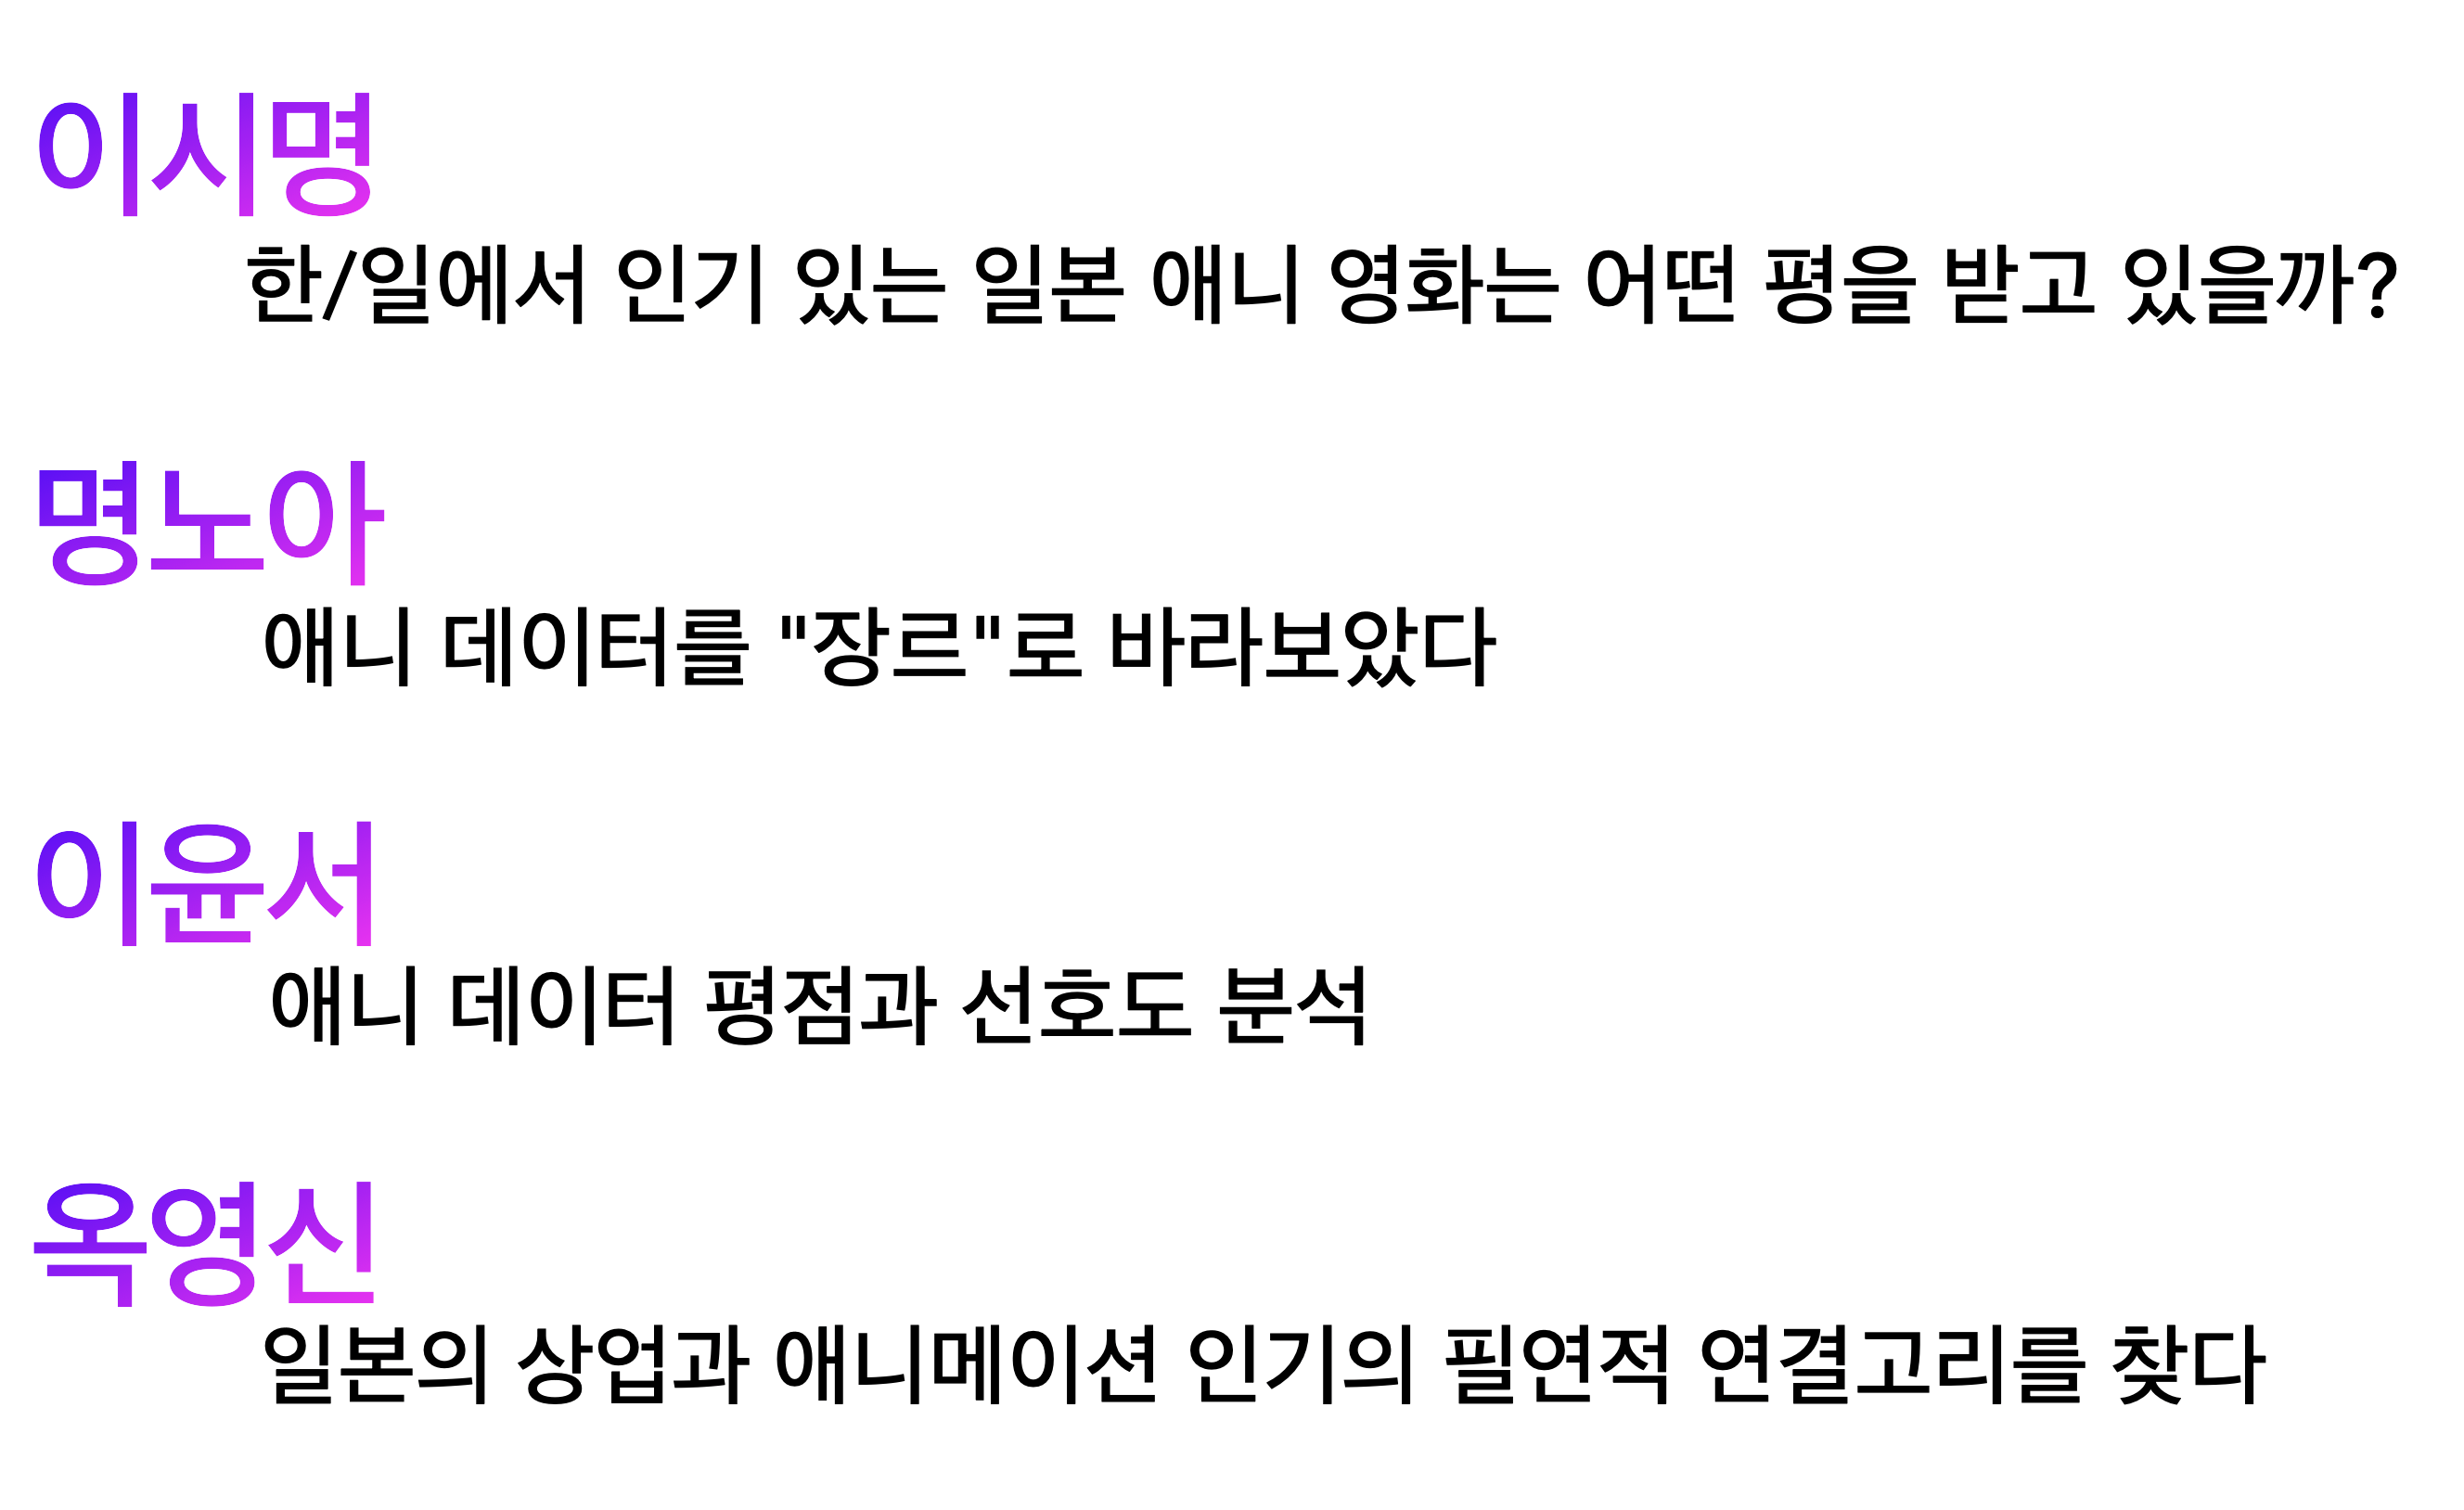 이시명
한/일에서 인기 있는 일본 애니 영화는 어떤 평을 받고 있을까?
명노아
애니 데이터를 "장르"로 바라보았다
이윤서
애니 데이터 평점과 선호도 분석
옥영신
일본의 상업과 애니메이션 인기의 필연적 연결고리를 찾다